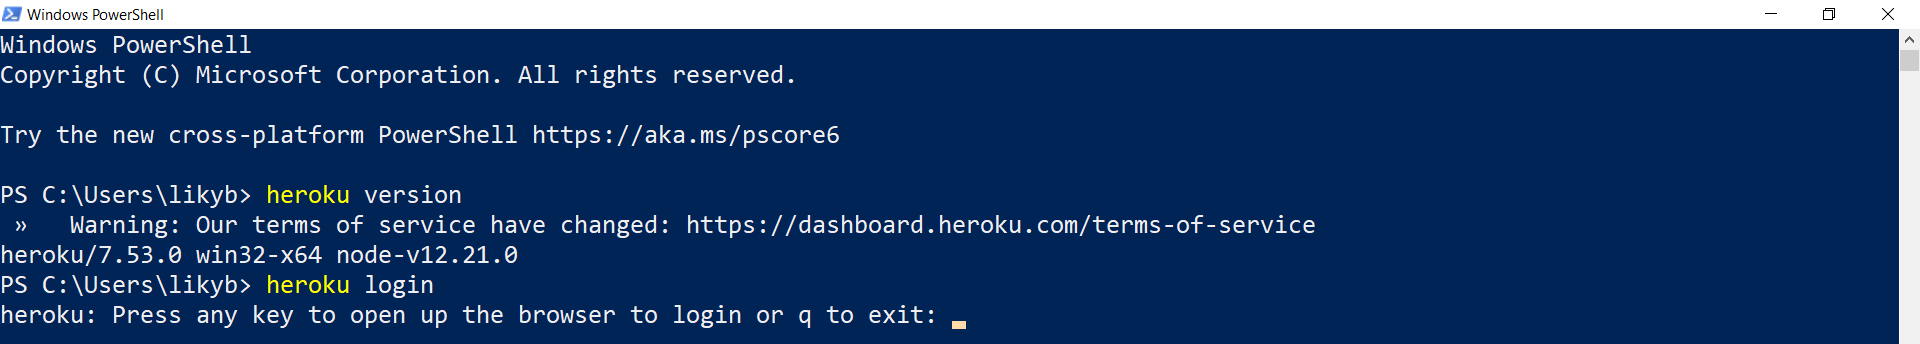 Windows PowerShell
Windows PowerShell
Copyright (C) Microsoft Corporation. All rights reserved.
Try the new cross-platform PowerShell https://aka.ms/pscore6
PS C:\Users\likyb> heroku version
 »   Warning: Our terms of service have changed: https://dashboard.heroku.com/terms-of-service
heroku/7.53.0 win32-x64 node-v12.21.0
PS C:\Users\likyb> heroku login
heroku: Press any key to open up the browser to login or q to exit: